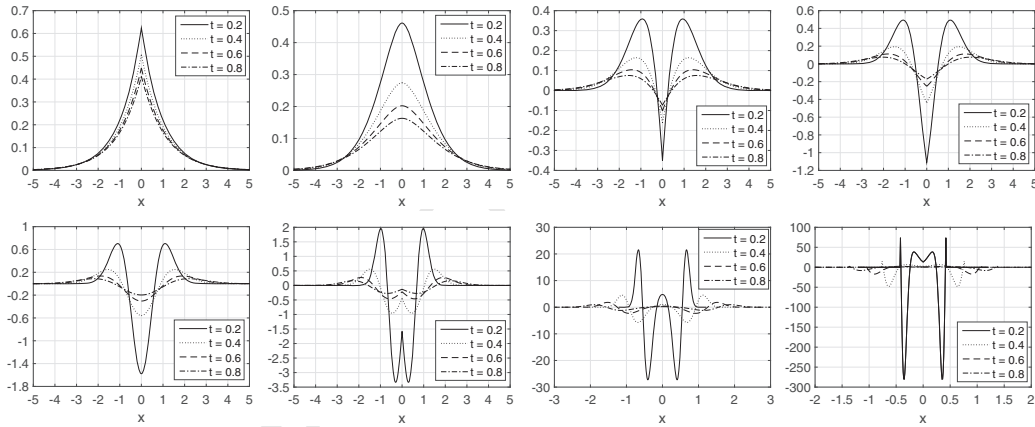 0.7
0.6
0.5
0.4
0.3
0.2
0.1
0
t = 0.2
t = 0.4
t = 0.6
t = 0.8
-5 -4 -3 -2 -1 0 1 2 3 4 5
x
0.5
0.4
0.3
0.2
0.1
0
t = 0.2
t = 0.4
t = 0.6
t = 0.8
-5 -4 -3 -2 -1 0 1 2 3 4 5
x
0.4
0.3
0.2
0.1
0
-0.1
-0.2
-0.3
-0.4
t = 0.2
t = 0.4
t = 0.6
t = 0.8
-5 -4 -3 -2 -1 0 1 2 3 4 5
x
0.6
0.4
0.2
0
-0.2
-0.4
-0.6
-0.8
-1
-1.2
t = 0.2
t = 0.4
t = 0.6
t = 0.8
-5 -4 -3 -2 -1 0 1 2 3 4 5
x
1
0.6
0.2
-0.2
-0.6
-1
-1.4
-1.8
t = 0.2
t = 0.4
t = 0.6
t = 0.8
-5 -4 -3 -2 -1 0 1 2 3 4 5
x
2
1.5
1
0.5
0
-0.5
-1
-1.5
-2
-2.5
-3
-3.5
t = 0.2
t = 0.4
t = 0.6
t = 0.8
-5 -4 -3 -2 -1 0 1 2 3 4 5
x
30
20
10
0
-10
-20
-30
t = 0.2
t = 0.4
t = 0.6
t = 0.8
-3 -2 -1 0 1 2 3
x
100
50
0
-50
-100
-150
-200
-250
-300
t = 0.2
t = 0.4
t = 0.6
t = 0.8
-2 -1.5 -1 -0.5 0 0.5 1 1.5 2
x